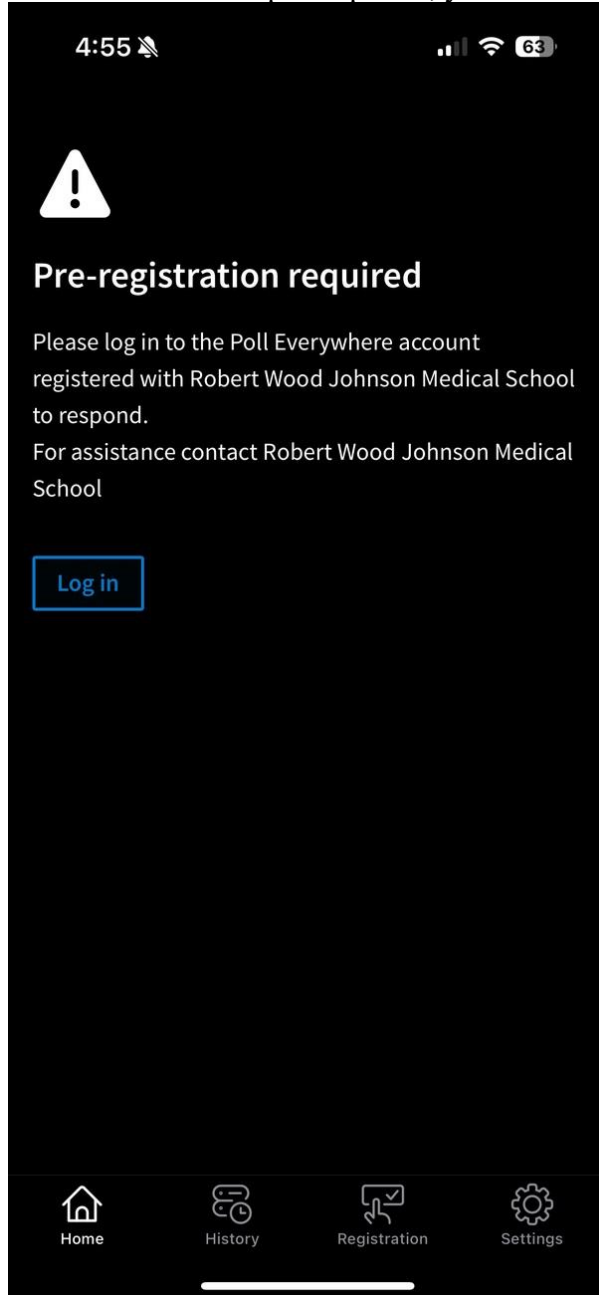 4:55
63
Pre-registration required
Please log in to the Poll Everywhere account
registered with Robert Wood Johnson Medical School
to respond.
For assistance contact Robert Wood Johnson Medical
School
Log in
Home History Registration Settings